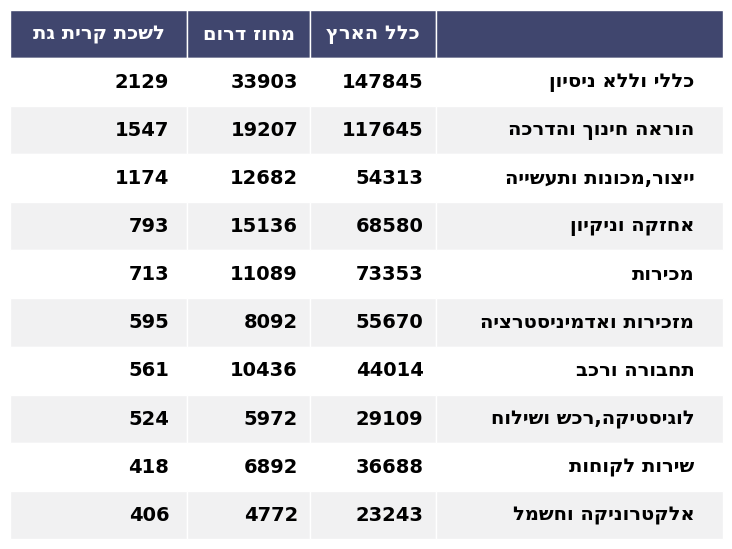 כלל הארץ מחוז דרום לשכת קרית גת
כללי וללא ניסיון 147845 33903 2129
הוראה חינוך והדרכה 117645 19207 1547
ייצור,מכונות ותעשייה 54313 12682 1174
אחזקה וניקיון 68580 15136 793
מכירות 73353 11089 713
מזכירות ואדמיניסטרציה 55670 8092 595
תחבורה ורכב 44014 10436 561
לוגיסטיקה,רכש ושילוח 29109 5972 524
שירות לקוחות 36688 6892 418
אלקטרוניקה וחשמל 23243 4772 406